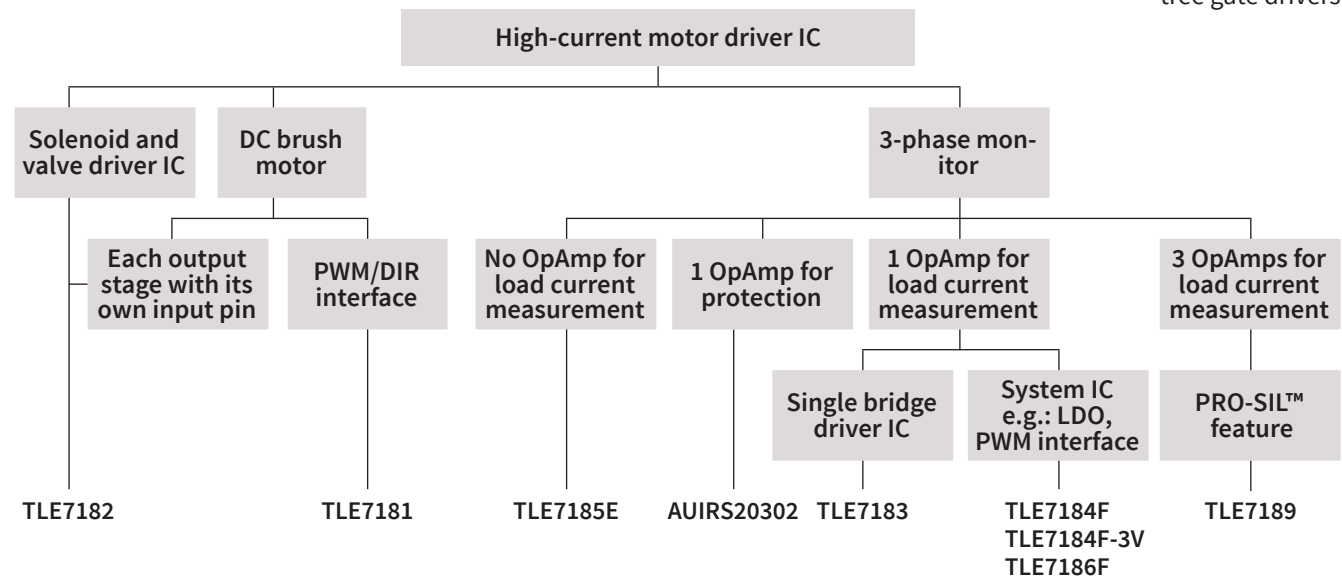 High-current motor driver IC
Solenoid and
valve driver IC
DC brush
motor
3-phase mon-
itor
Each output
stage with its
own input pin
PWM/DIR
interface
No OpAmp for
load current
measurement
1 OpAmp for
protection
1 OpAmp for
load current
measurement
3 OpAmps for
load current
measurement
Single bridge
driver IC
System IC
e.g.: LDO,
PWM interface
PRO-SIL™
feature
TLE7182
TLE7181
TLE7185E
AUIRS20302
TLE7183
TLE7184F
TLE7184F-3V
TLE7186F
TLE7189